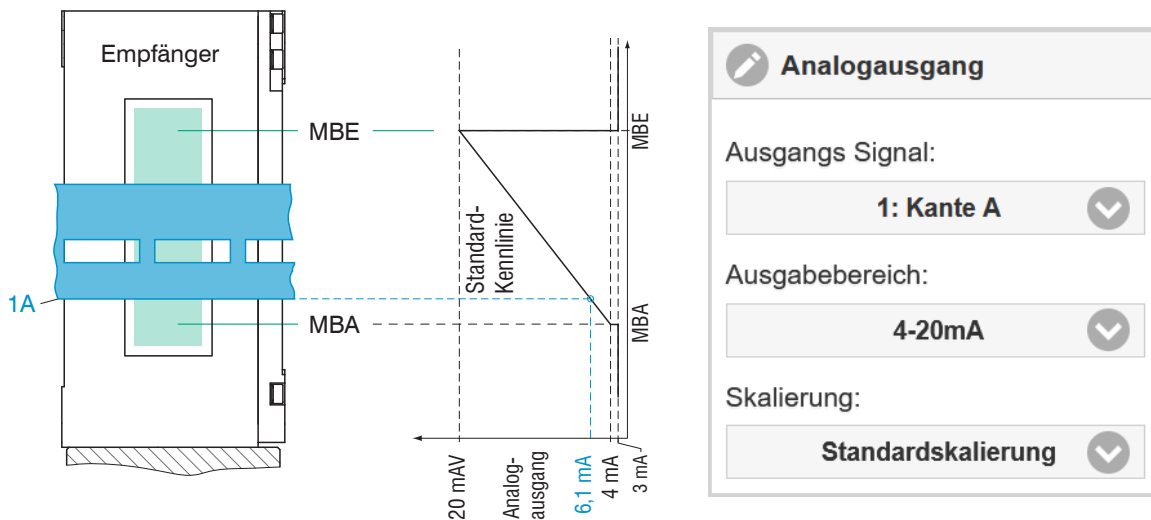 Empfänger
MBE
1A
MBA
Standard-
Kennlinie
MBE
MBA
20 mAV
Analog-
ausgang
6,1 mA
4 mA
3 mA
Analogausgang
Ausgangs Signal:
1: Kante A
Ausgabebereich:
4-20mA
Skalierung:
Standardskalierung